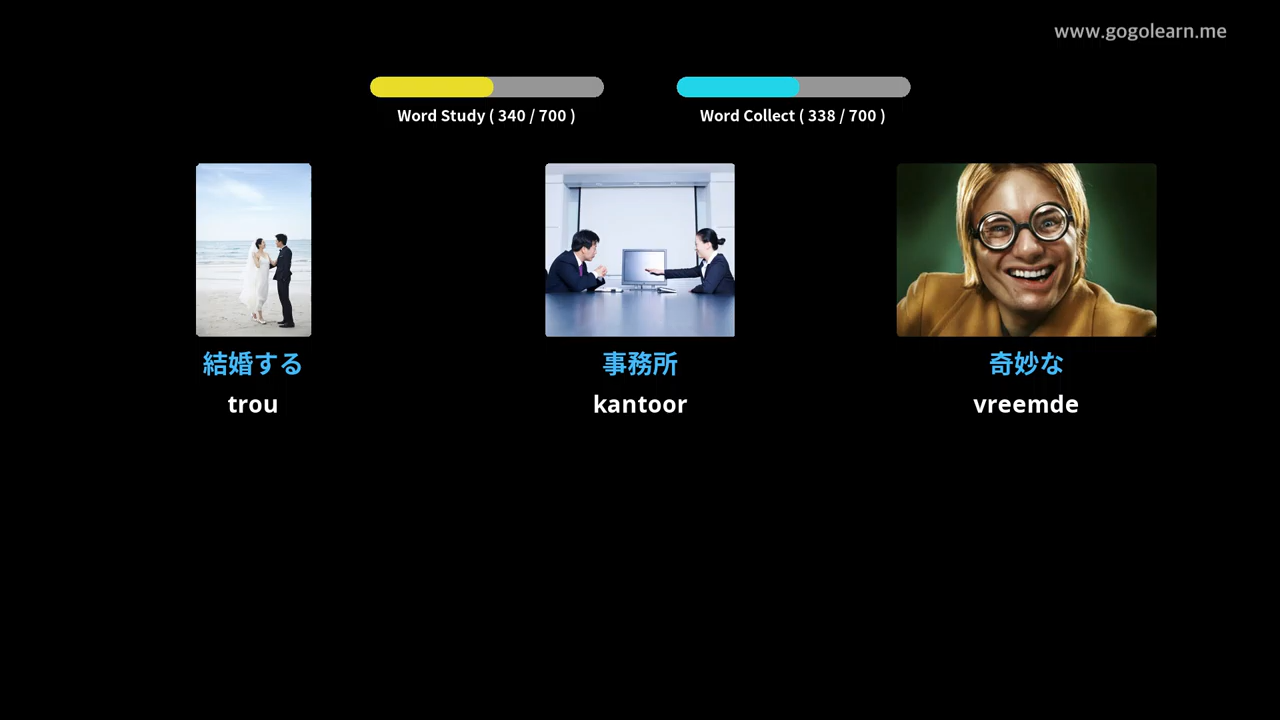 www.gogolearn.me
Word Study ( 340 / 700 )
Word Collect ( 338 / 700 )
結婚する
事務所
奇妙な
trou
kantoor
vreemde